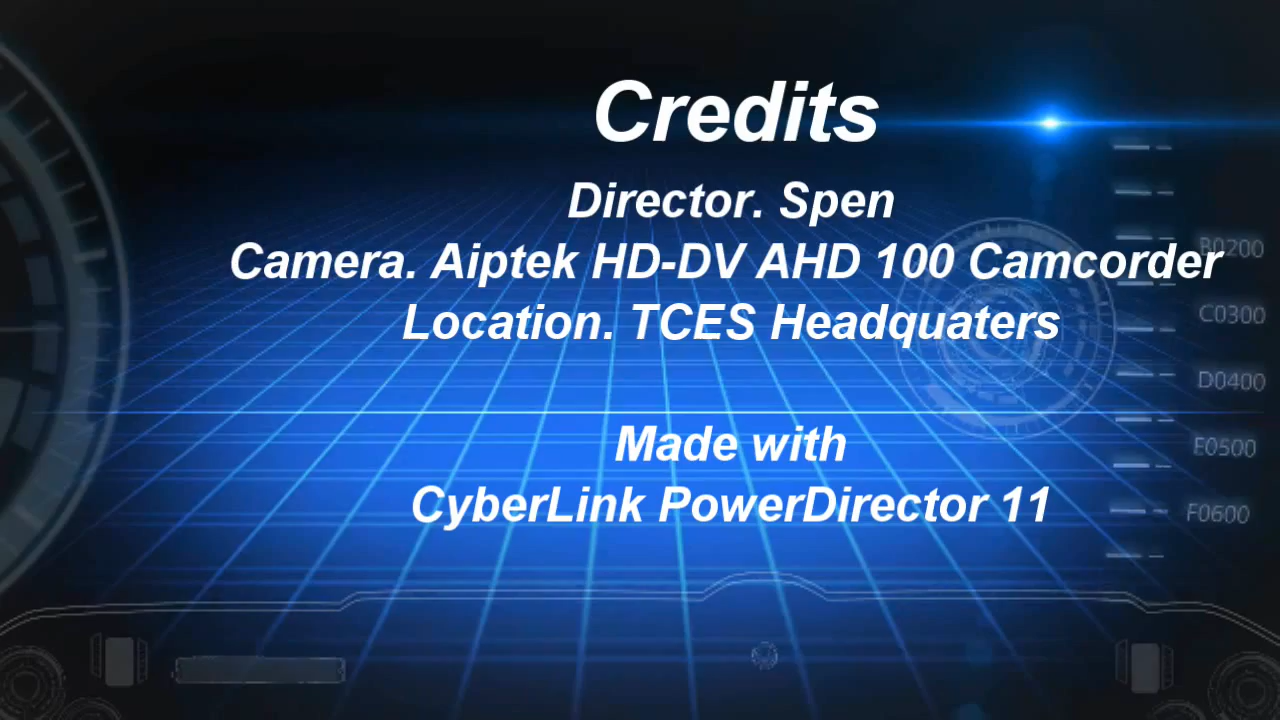 Credits
Director. Spen
Camera. Aiptek HD-DV AHD 100 Camcorder
Location. TCES Headquaters
Made with
CyberLink PowerDirector 11
B0200
C0300
D0400
E0500
F0600